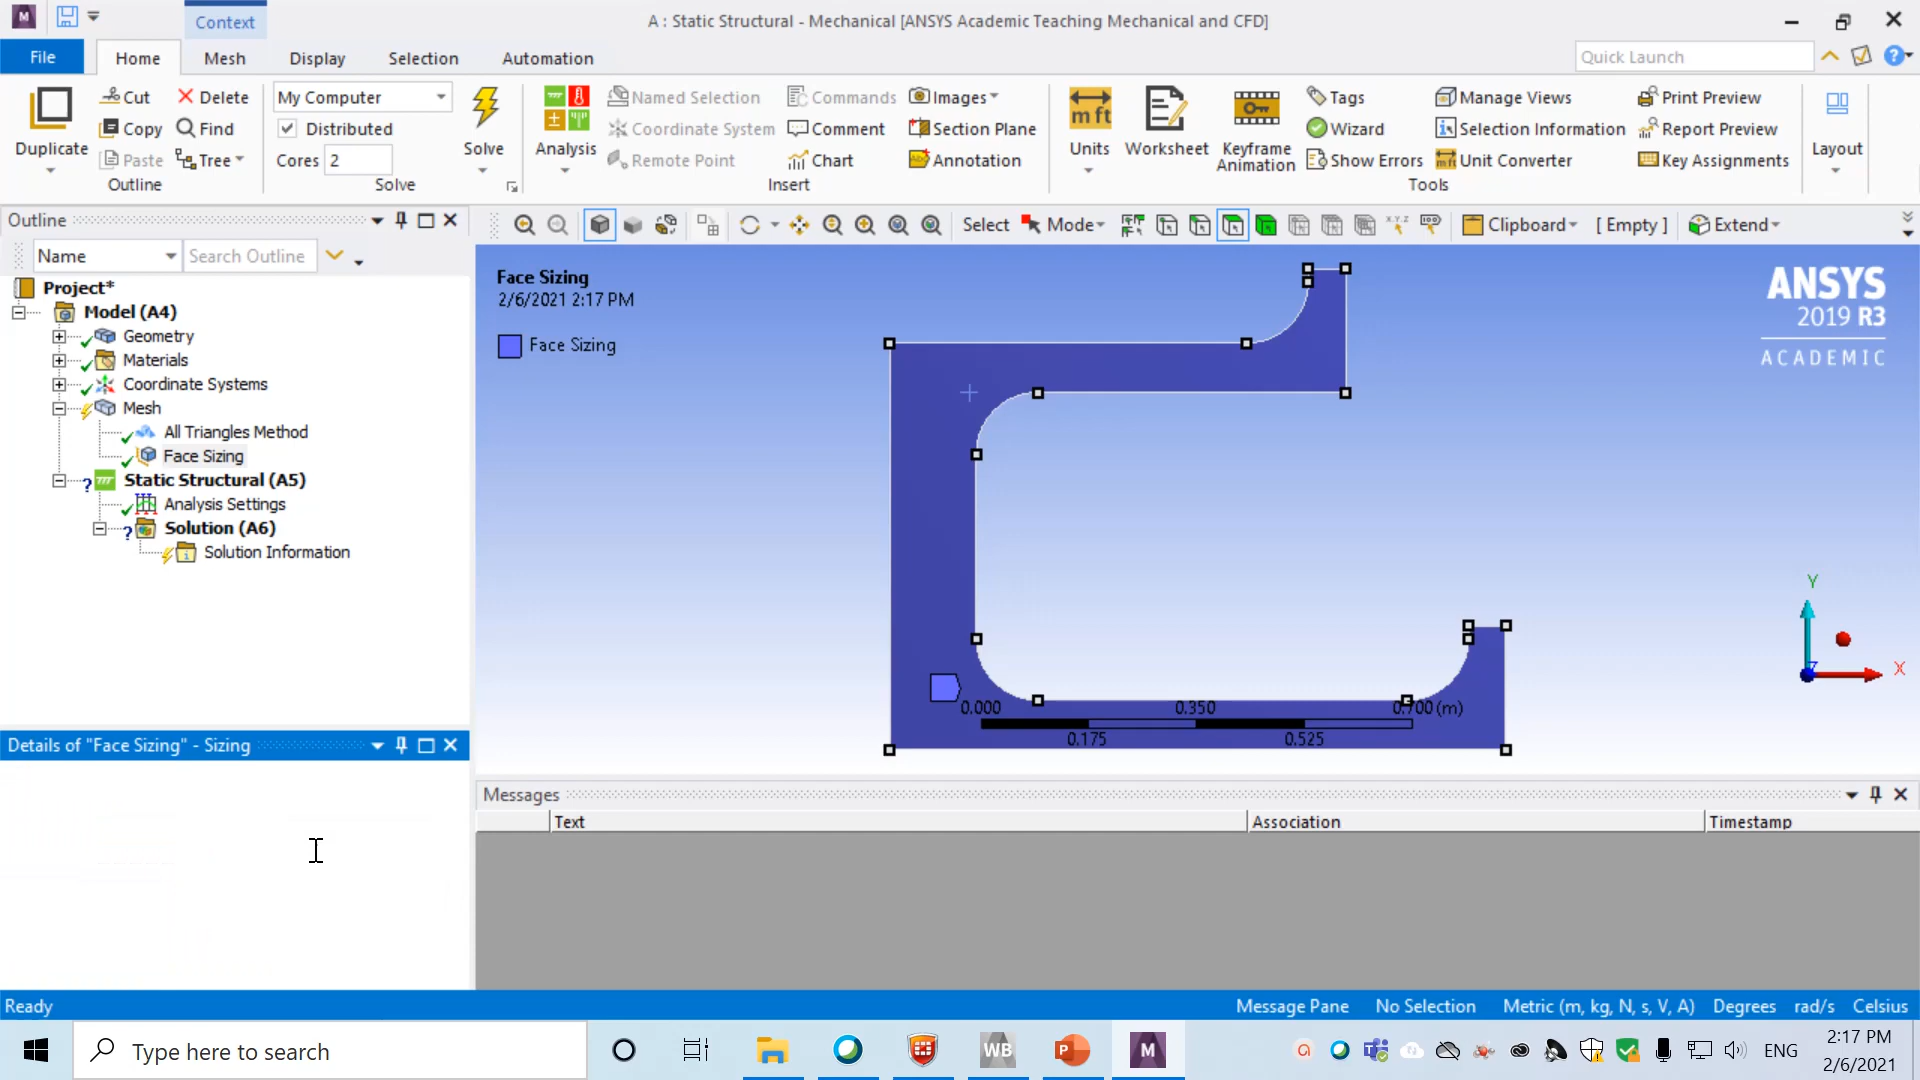 Context
A : Static Structural - Mechanical [ANSYS Academic Teaching Mechanical and CFD]
File Home Mesh Display Selection Automation
Quick Launch
Duplicate
Cut
Copy
Paste
Delete
Find
Tree
Outline
My Computer
Distributed
Cores 2
Solve
Solve
Analysis
Named Selection
Coordinate System
Remote Point
Commands
Comment
Chart
Images
Section Plane
Annotation
Insert
Units
Worksheet
Keyframe
Animation
Tags
Wizard
Show Errors
Manage Views
Selection Information
Unit Converter
Print Preview
Report Preview
Key Assignments
Tools
Layout
Outline
Name
Search Outline
Select Mode
Clipboard [ Empty ] Extend
Project*
Model (A4)
Geometry
Materials
Coordinate Systems
Mesh
All Triangles Method
Face Sizing
Static Structural (A5)
Analysis Settings
Solution (A6)
Solution Information
Face Sizing
2/6/2021 2:17 PM
Face Sizing
ANSYS
2019 R3
ACADEMIC
Y
X
Z
0.000 0.350 0.700 (m)
0.175 0.525
Details of "Face Sizing" - Sizing
Messages
Text Association Timestamp
Ready
Message Pane No Selection Metric (m, kg, N, s, V, A) Degrees rad/s Celsius
Type here to search
WB
M
ENG
2:17 PM
2/6/2021